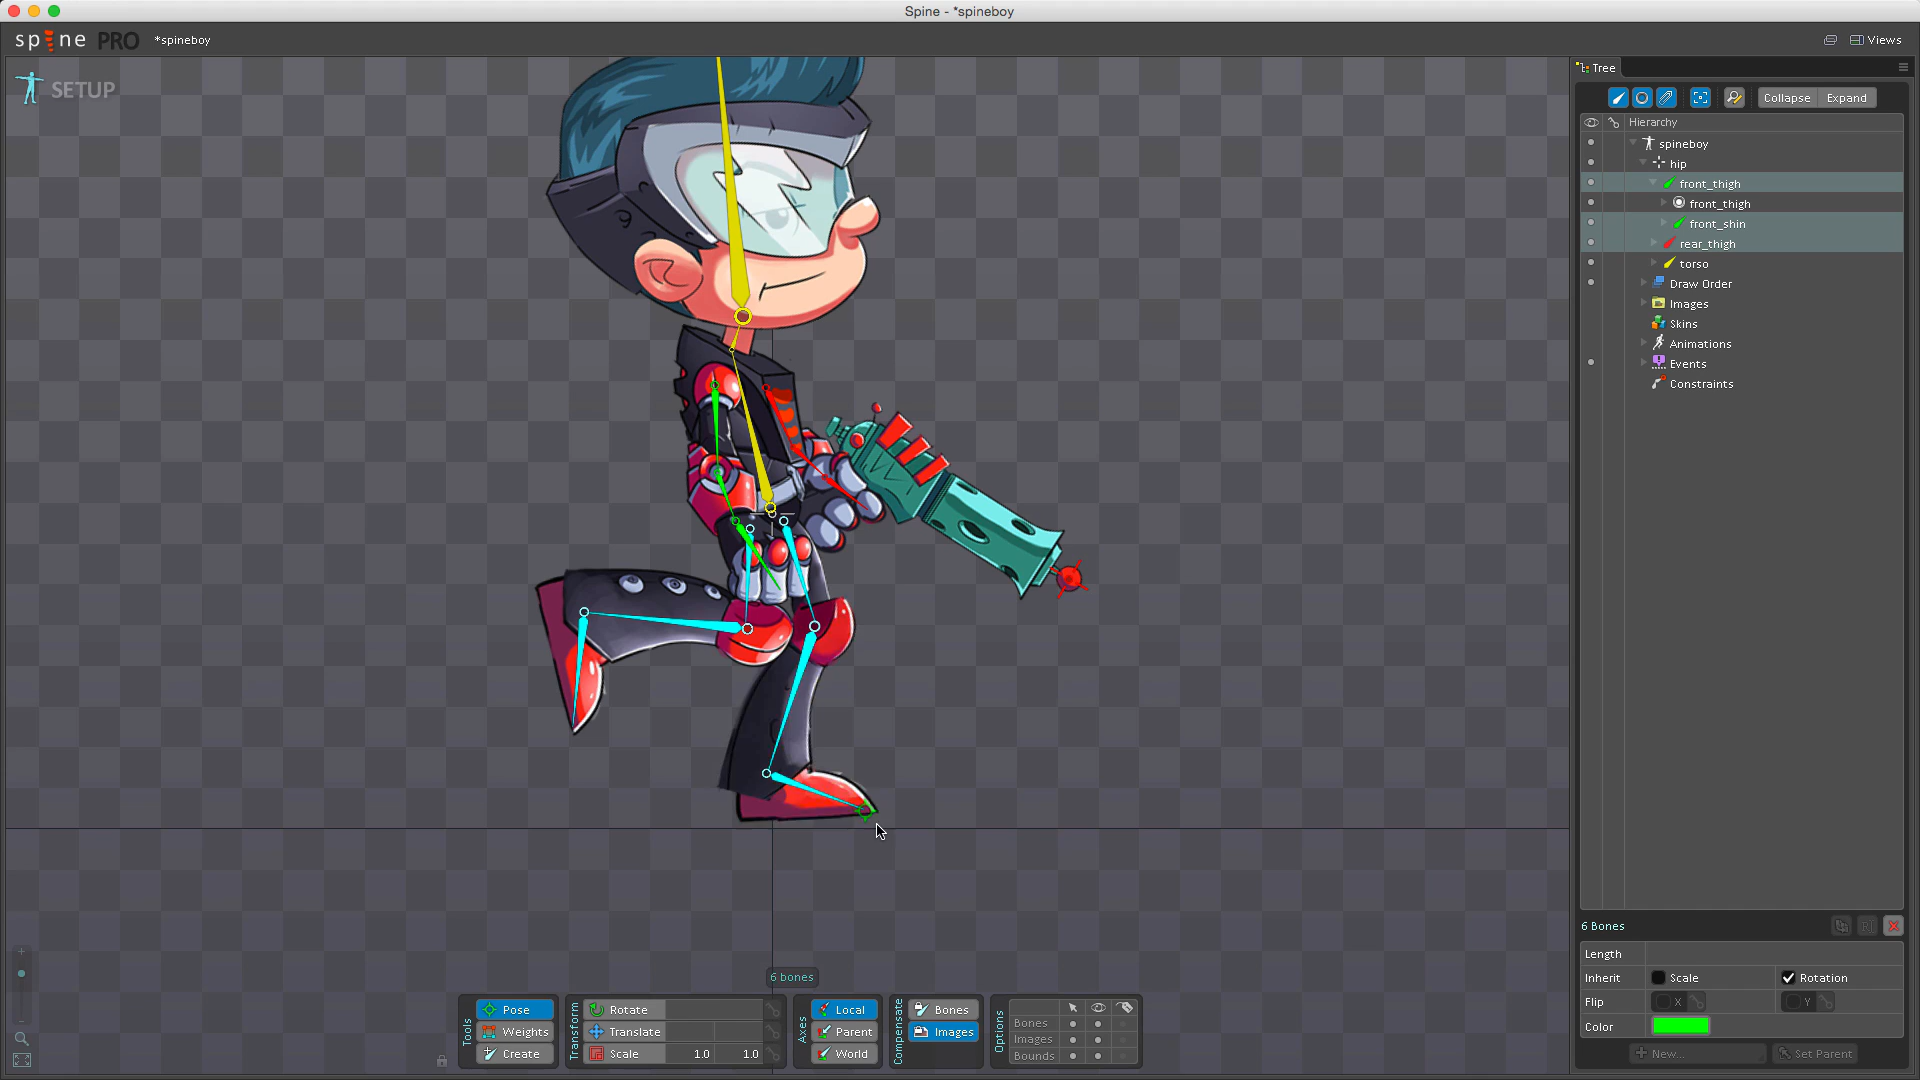 Spine - *spineboy
spine PRO *spineboy Views
SETUP
Tree
Collapse Expand
Hierarchy
spineboy
hip
front_thigh
front_thigh
front_shin
rear_thigh
torso
Draw Order
Images
Skins
Animations
Events
Constraints
6 Bones
Length
Inherit Scale Rotation
Flip X Y
Color
New... Set Parent
6 bones
Tools
Pose
Weights
Create
Transform
Rotate
Translate
Scale 1.0 1.0
Axes
Local
Parent
World
Compensate
Bones
Images
Options
Bones
Images
Bounds